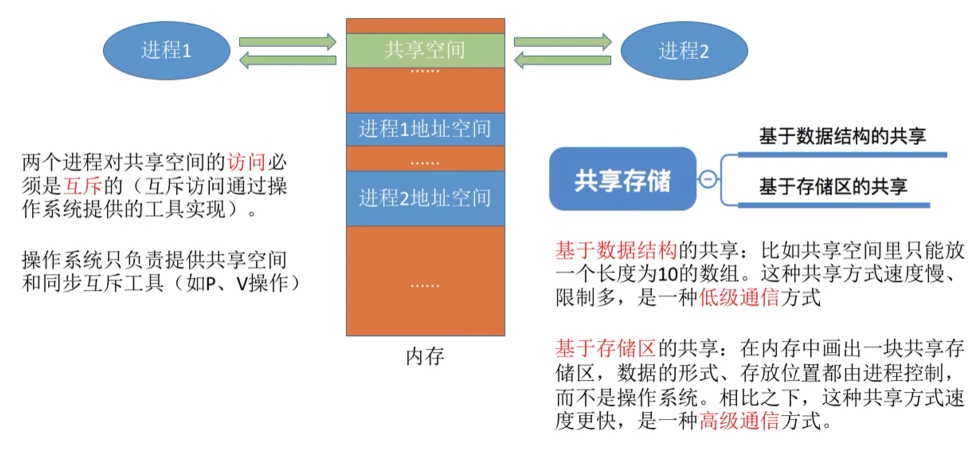 进程1
共享空间
进程2
......
进程1地址空间
......
进程2地址空间
......
内存
两个进程对共享空间的访问必
须是互斥的（互斥访问通过操
作系统提供的工具实现）。
操作系统只负责提供共享空间
和同步互斥工具（如P、V操作）
共享存储
基于数据结构的共享
基于存储区的共享
基于数据结构的共享：比如共享空间里只能放
一个长度为10的数组。这种共享方式速度慢、
限制多，是一种低级通信方式
基于存储区的共享：在内存中画出一块共享存
储区，数据的形式、存放位置都由进程控制，
而不是操作系统。相比之下，这种共享方式速
度更快，是一种高级通信方式。